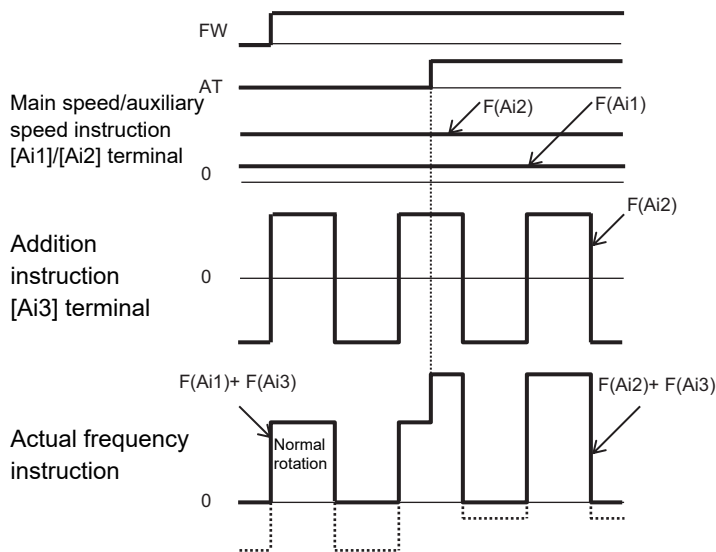 FW
AT
Main speed/auxiliary
speed instruction
[Ai1]/[Ai2] terminal
F(Ai2)
F(Ai1)
0
Addition
instruction
[Ai3] terminal
0
F(Ai2)
F(Ai1)+ F(Ai3)
F(Ai2)+ F(Ai3)
Actual frequency
instruction
Normal
rotation
0